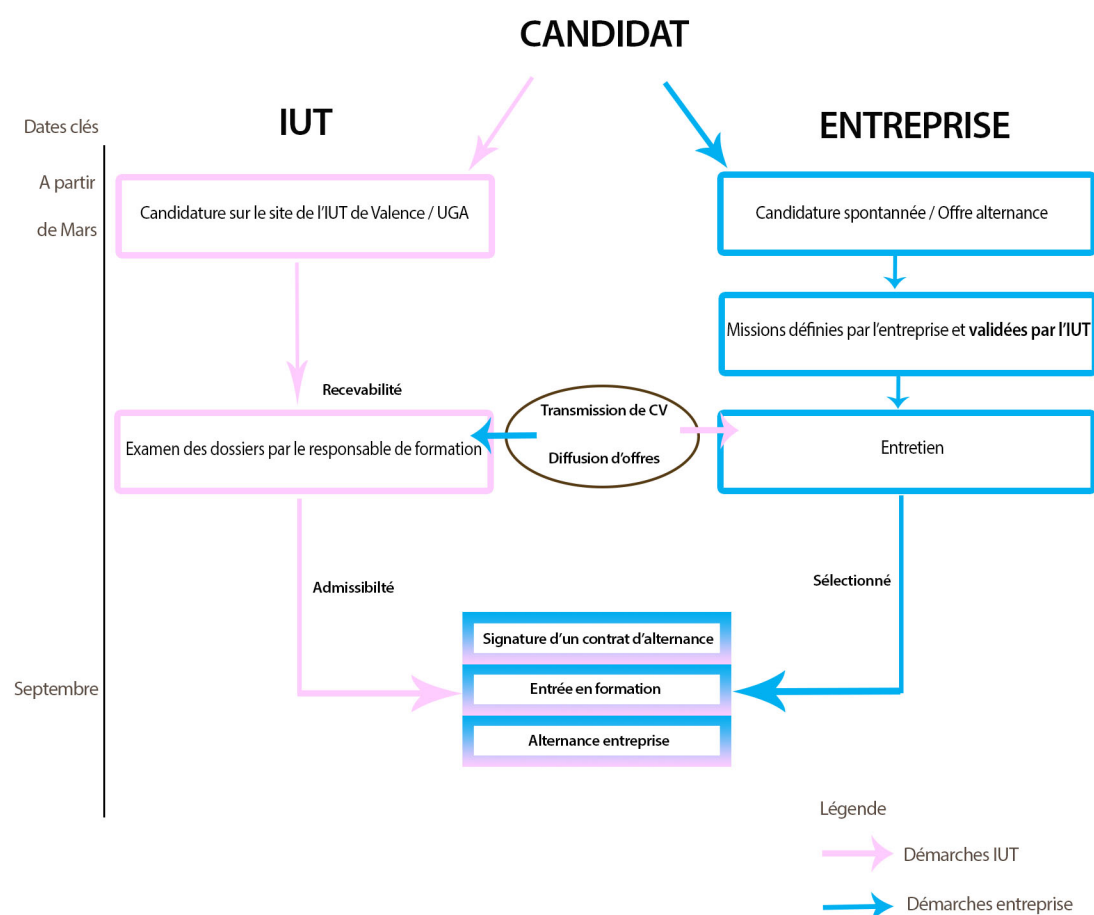 CANDIDAT
IUT
ENTREPRISE
Dates clés
A partir
de Mars
Candidature sur le site de l'IUT de Valence / UGA
Candidature spontannée / Offre alternance
Missions définies par l'entreprise et validées par l'IUT
Recevabilité
Transmission de CV
Diffusion d'offres
Examen des dossiers par le responsable de formation
Entretien
Admissibilté
Sélectionné
Signature d'un contrat d'alternance
Septembre
Entrée en formation
Alternance entreprise
Légende
Démarches IUT
Démarches entreprise